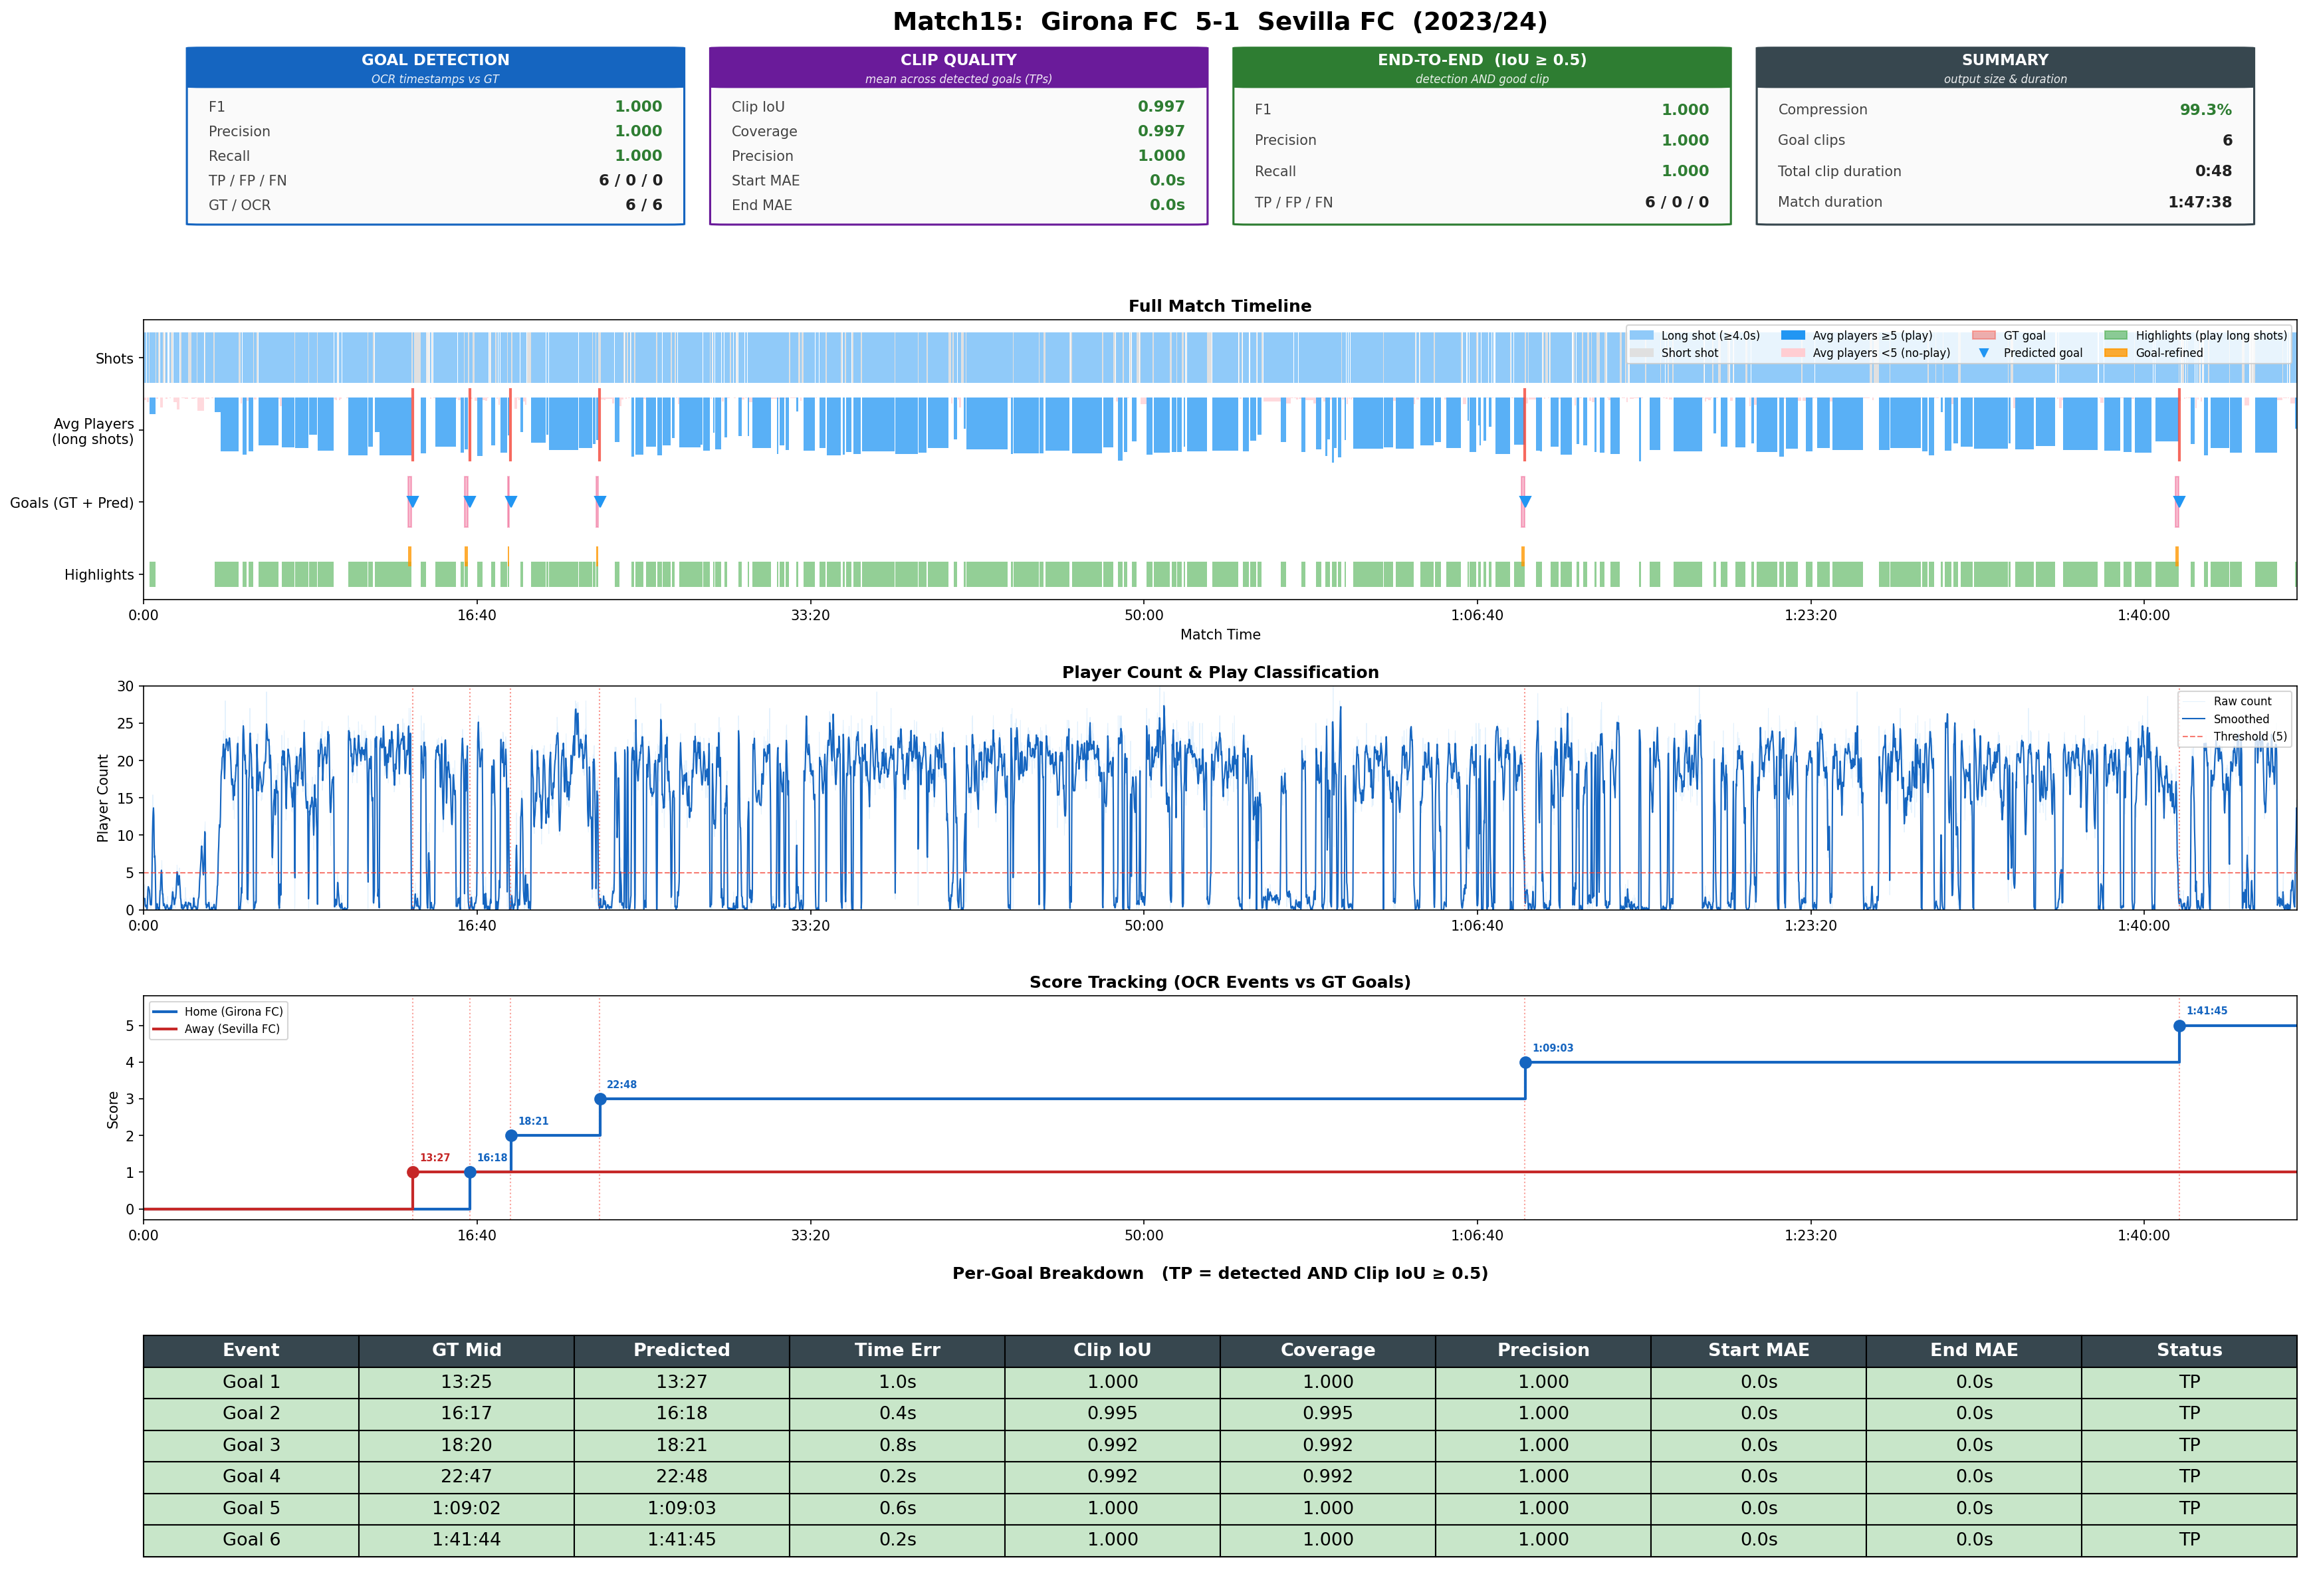 Match15:  Girona FC  5-1  Sevilla FC  (2023/24)
GOAL DETECTION
OCR timestamps vs GT
F1 1.000
Precision 1.000
Recall 1.000
TP / FP / FN 6 / 0 / 0
GT / OCR 6 / 6
CLIP QUALITY
mean across detected goals (TPs)
Clip IoU 0.997
Coverage 0.997
Precision 1.000
Start MAE 0.0s
End MAE 0.0s
END-TO-END  (IoU ≥ 0.5)
detection AND good clip
F1 1.000
Precision 1.000
Recall 1.000
TP / FP / FN 6 / 0 / 0
SUMMARY
output size & duration
Compression 99.3%
Goal clips 6
Total clip duration 0:48
Match duration 1:47:38
Full Match Timeline
Long shot (≥4.0s)
Short shot
Avg players ≥5 (play)
Avg players <5 (no-play)
GT goal
Predicted goal
Highlights (play long shots)
Goal-refined
Shots
Avg Players
(long shots)
Goals (GT + Pred)
Highlights
0:00 16:40 33:20 50:00 1:06:40 1:23:20 1:40:00
Match Time
Player Count & Play Classification
Raw count
Smoothed
Threshold (5)
Player Count
30
25
20
15
10
5
0
0:00 16:40 33:20 50:00 1:06:40 1:23:20 1:40:00
Score Tracking (OCR Events vs GT Goals)
Home (Girona FC)
Away (Sevilla FC)
Score
5
4
3
2
1
0
13:27
16:18
18:21
22:48
1:09:03
1:41:45
0:00 16:40 33:20 50:00 1:06:40 1:23:20 1:40:00
Per-Goal Breakdown   (TP = detected AND Clip IoU ≥ 0.5)
Event GT Mid Predicted Time Err Clip IoU Coverage Precision Start MAE End MAE Status
Goal 1 13:25 13:27 1.0s 1.000 1.000 1.000 0.0s 0.0s TP
Goal 2 16:17 16:18 0.4s 0.995 0.995 1.000 0.0s 0.0s TP
Goal 3 18:20 18:21 0.8s 0.992 0.992 1.000 0.0s 0.0s TP
Goal 4 22:47 22:48 0.2s 0.992 0.992 1.000 0.0s 0.0s TP
Goal 5 1:09:02 1:09:03 0.6s 1.000 1.000 1.000 0.0s 0.0s TP
Goal 6 1:41:44 1:41:45 0.2s 1.000 1.000 1.000 0.0s 0.0s TP